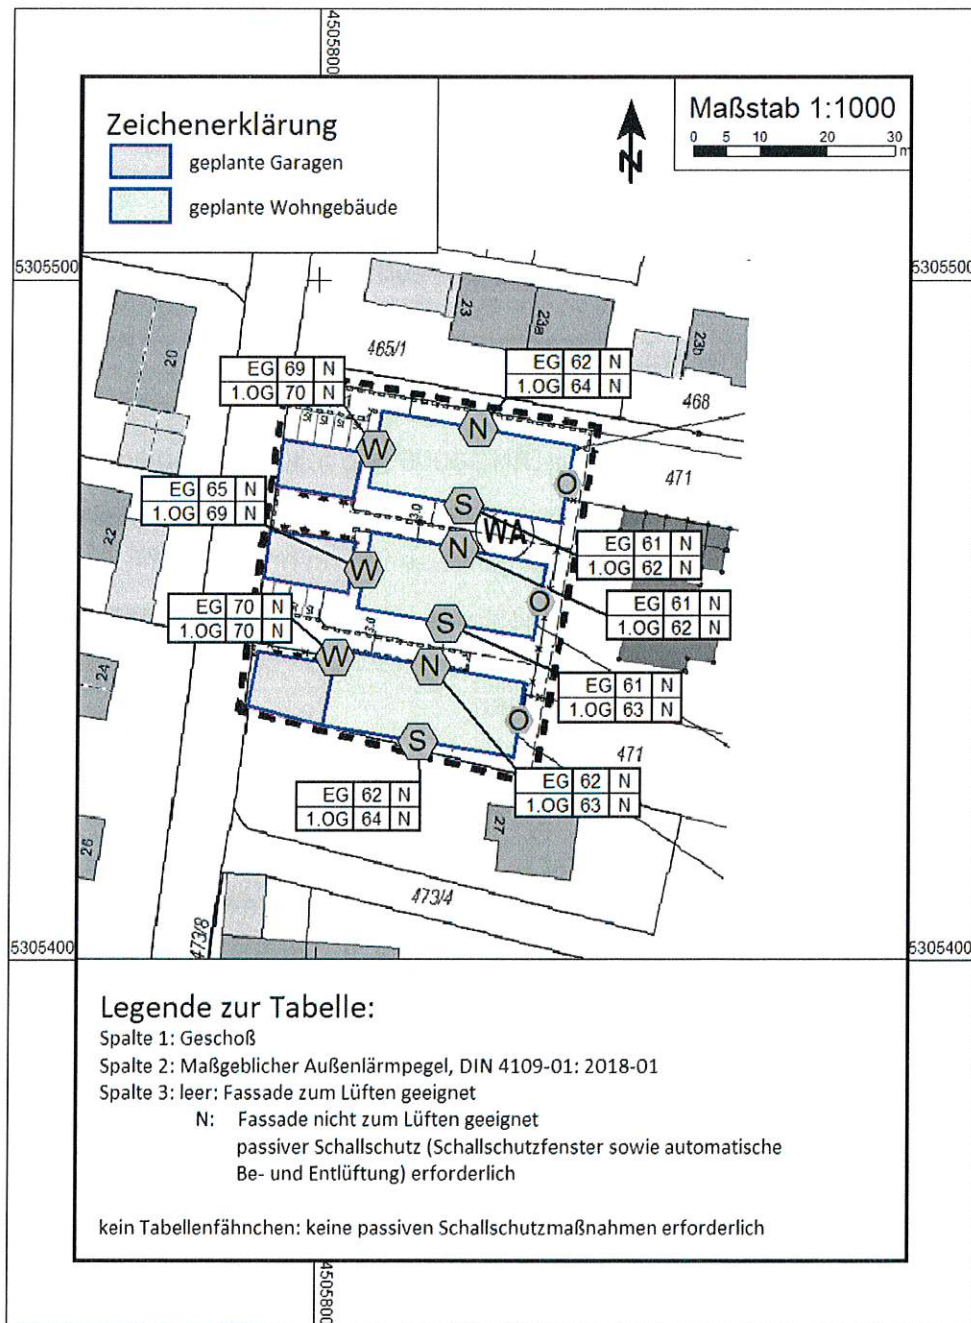 4505800
Zeichenerklärung
geplante Garagen
geplante Wohngebäude
Maßstab 1:1000
0 5 10 20 30 m
N
5305500
5305500
20
23
23a
23b
465/1
468
EG 69 N
1.OG 70 N
EG 62 N
1.OG 64 N
W
N
O
471
EG 65 N
1.OG 69 N
S
WA
3.0
22
N
EG 61 N
1.OG 62 N
W
O
EG 61 N
1.OG 62 N
EG 70 N
1.OG 70 N
S
3.0
W
N
24
EG 61 N
1.OG 63 N
O
S
471
EG 62 N
1.OG 64 N
EG 62 N
1.OG 63 N
27
26
473/4
473/8
5305400
5305400
Legende zur Tabelle:
Spalte 1: Geschoß
Spalte 2: Maßgeblicher Außenlärmpegel, DIN 4109-01: 2018-01
Spalte 3: leer: Fassade zum Lüften geeignet
N: Fassade nicht zum Lüften geeignet
passiver Schallschutz (Schallschutzfenster sowie automatische
Be- und Entlüftung) erforderlich
kein Tabellenfähnchen: keine passiven Schallschutzmaßnahmen erforderlich
4505800